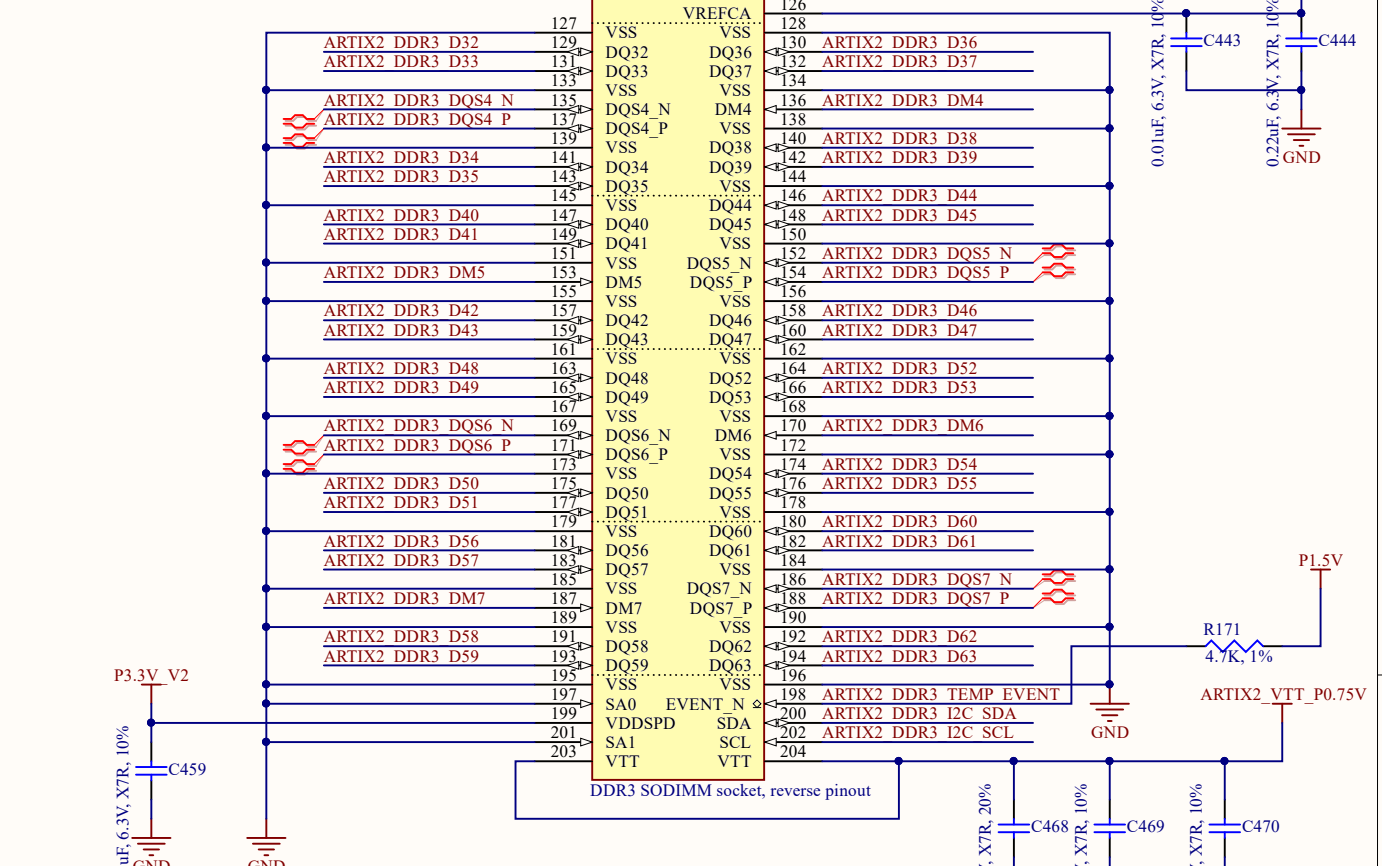 VREFCA 126
127 VSS VSS 128
ARTIX2_DDR3_D32 129 DQ32 DQ36 130 ARTIX2_DDR3_D36
ARTIX2_DDR3_D33 131 DQ33 DQ37 132 ARTIX2_DDR3_D37
133 VSS VSS 134
ARTIX2_DDR3_DQS4_N 135 DQS4_N DM4 136 ARTIX2_DDR3_DM4
ARTIX2_DDR3_DQS4_P 137 DQS4_P VSS 138
139 VSS DQ38 140 ARTIX2_DDR3_D38
ARTIX2_DDR3_D34 141 DQ34 DQ39 142 ARTIX2_DDR3_D39
ARTIX2_DDR3_D35 143 DQ35 VSS 144
145 VSS DQ44 146 ARTIX2_DDR3_D44
ARTIX2_DDR3_D40 147 DQ40 DQ45 148 ARTIX2_DDR3_D45
ARTIX2_DDR3_D41 149 DQ41 VSS 150
151 VSS DQS5_N 152 ARTIX2_DDR3_DQS5_N
ARTIX2_DDR3_DM5 153 DM5 DQS5_P 154 ARTIX2_DDR3_DQS5_P
155 VSS VSS 156
ARTIX2_DDR3_D42 157 DQ42 DQ46 158 ARTIX2_DDR3_D46
ARTIX2_DDR3_D43 159 DQ43 DQ47 160 ARTIX2_DDR3_D47
161 VSS VSS 162
ARTIX2_DDR3_D48 163 DQ48 DQ52 164 ARTIX2_DDR3_D52
ARTIX2_DDR3_D49 165 DQ49 DQ53 166 ARTIX2_DDR3_D53
167 VSS VSS 168
ARTIX2_DDR3_DQS6_N 169 DQS6_N DM6 170 ARTIX2_DDR3_DM6
ARTIX2_DDR3_DQS6_P 171 DQS6_P VSS 172
173 VSS DQ54 174 ARTIX2_DDR3_D54
ARTIX2_DDR3_D50 175 DQ50 DQ55 176 ARTIX2_DDR3_D55
ARTIX2_DDR3_D51 177 DQ51 VSS 178
179 VSS DQ60 180 ARTIX2_DDR3_D60
ARTIX2_DDR3_D56 181 DQ56 DQ61 182 ARTIX2_DDR3_D61
ARTIX2_DDR3_D57 183 DQ57 VSS 184
185 VSS DQS7_N 186 ARTIX2_DDR3_DQS7_N
ARTIX2_DDR3_DM7 187 DM7 DQS7_P 188 ARTIX2_DDR3_DQS7_P
189 VSS VSS 190
ARTIX2_DDR3_D58 191 DQ58 DQ62 192 ARTIX2_DDR3_D62
ARTIX2_DDR3_D59 193 DQ59 DQ63 194 ARTIX2_DDR3_D63
195 VSS VSS 196
197 SA0 EVENT_N 198 ARTIX2_DDR3_TEMP_EVENT
199 VDDSPD SDA 200 ARTIX2_DDR3_I2C_SDA
201 SA1 SCL 202 ARTIX2_DDR3_I2C_SCL
203 VTT VTT 204
DDR3 SODIMM socket, reverse pinout
0.01uF, 6.3V, X7R, 10%
C443
0.22uF, 6.3V, X7R, 10%
C444
GND
P1.5V
R171
4.7K, 1%
ARTIX2_VTT_P0.75V
GND
P3.3V_V2
uF, 6.3V, X7R, 10%
C459
GND
GND
X7R, 20%
C468
X7R, 10%
C469
X7R, 10%
C470